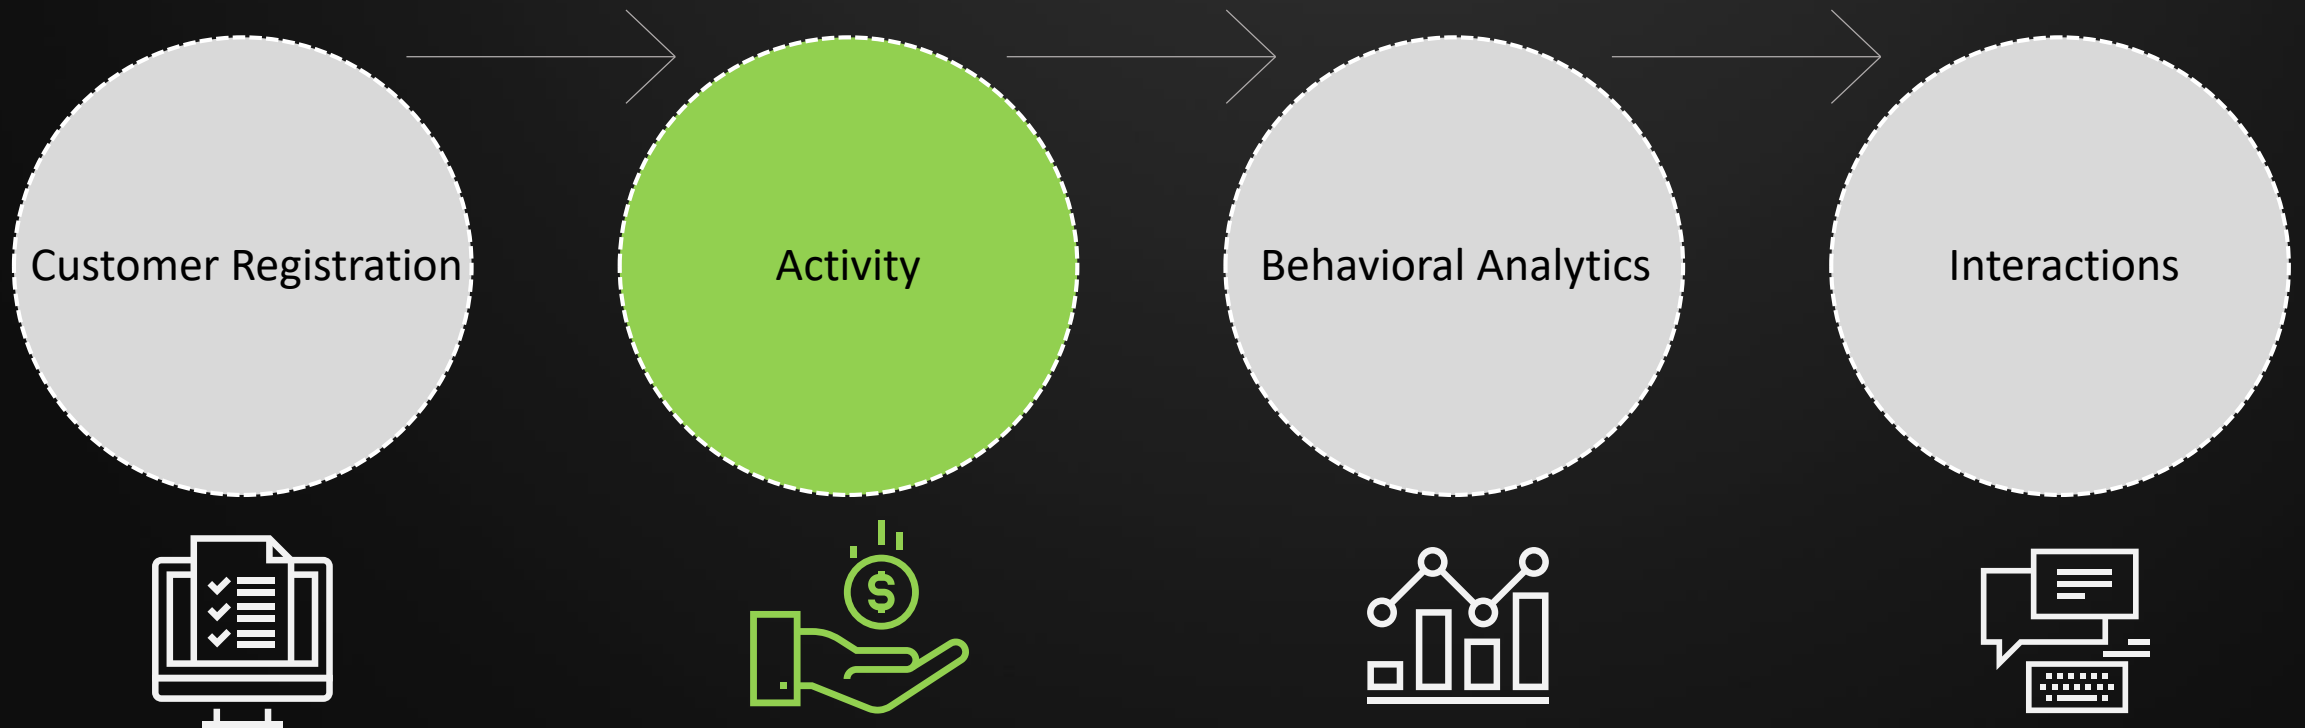 Customer Registration
Activity
Behavioral Analytics
Interactions
$